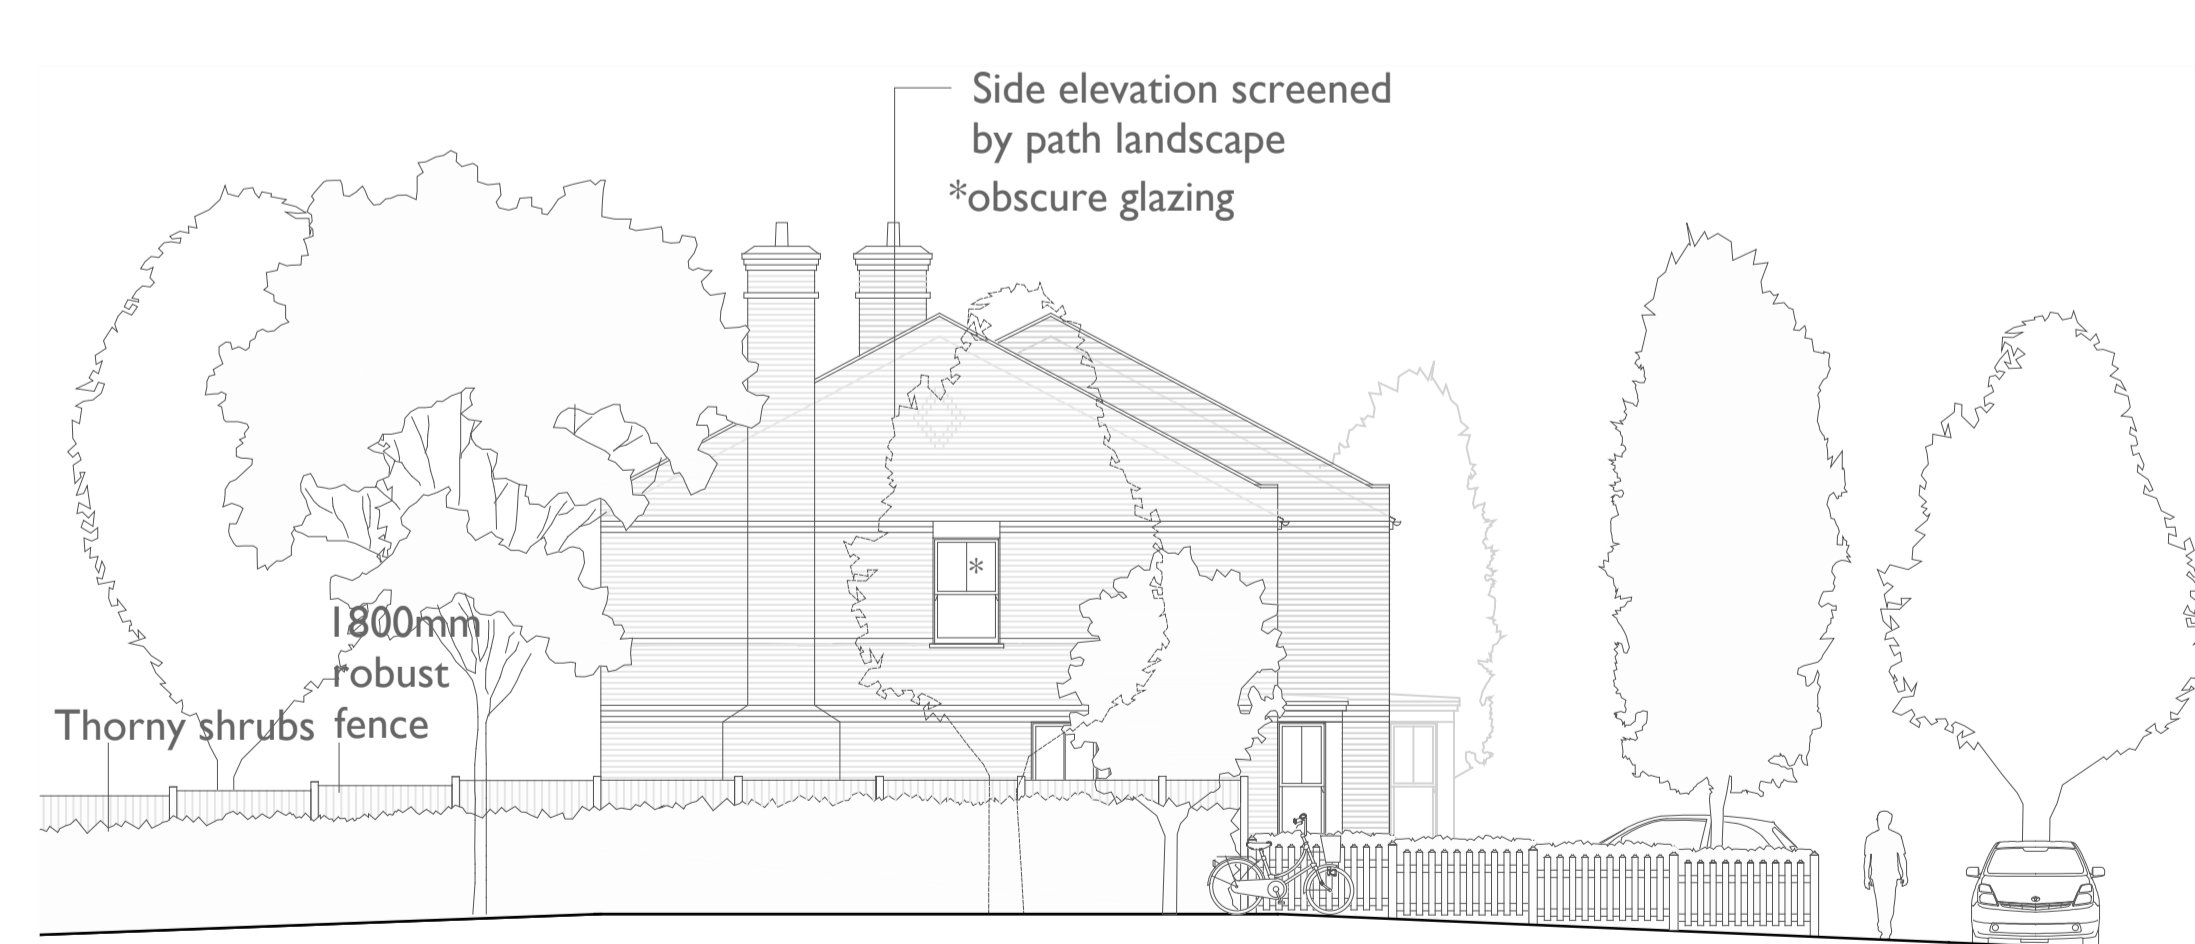 Side elevation screened
by path landscape
*obscure glazing
*
1800mm
robust
fence
Thorny shrubs